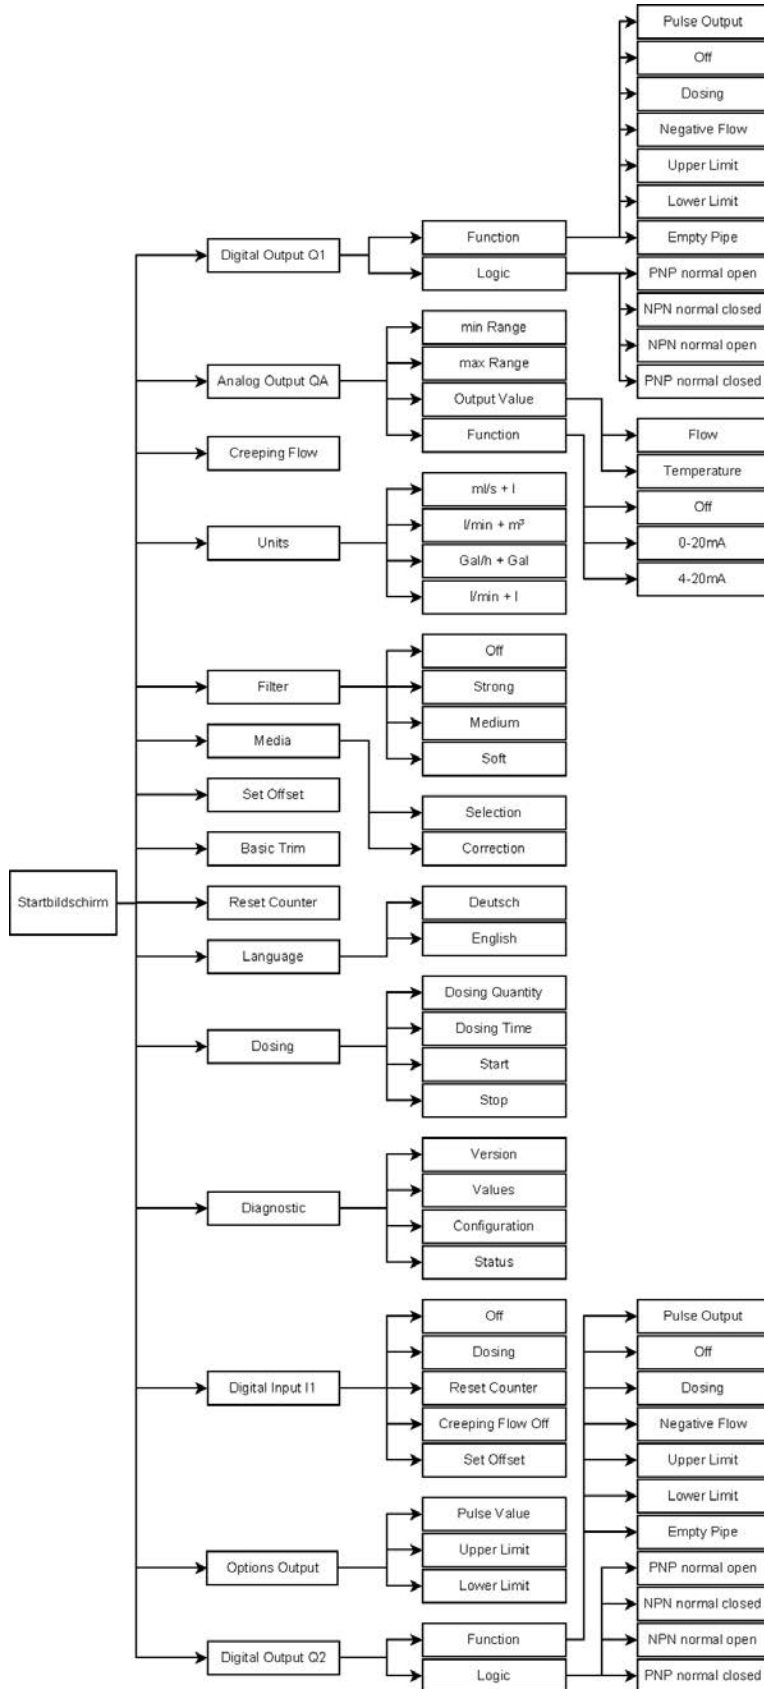 Startbildschirm
Digital Output Q1
Function
Pulse Output
Off
Dosing
Negative Flow
Upper Limit
Lower Limit
Empty Pipe
Logic
PNP normal open
NPN normal closed
NPN normal open
PNP normal closed
Analog Output QA
min Range
max Range
Output Value
Flow
Temperature
Function
Off
0-20mA
4-20mA
Creeping Flow
Units
ml/s + l
l/min + m³
Gal/h + Gal
l/min + l
Filter
Off
Strong
Medium
Soft
Media
Selection
Correction
Set Offset
Basic Trim
Reset Counter
Language
Deutsch
English
Dosing
Dosing Quantity
Dosing Time
Start
Stop
Diagnostic
Version
Values
Configuration
Status
Digital Input I1
Off
Dosing
Reset Counter
Creeping Flow Off
Set Offset
Options Output
Pulse Value
Upper Limit
Lower Limit
Digital Output Q2
Function
Pulse Output
Off
Dosing
Negative Flow
Upper Limit
Lower Limit
Empty Pipe
Logic
PNP normal open
NPN normal closed
NPN normal open
PNP normal closed